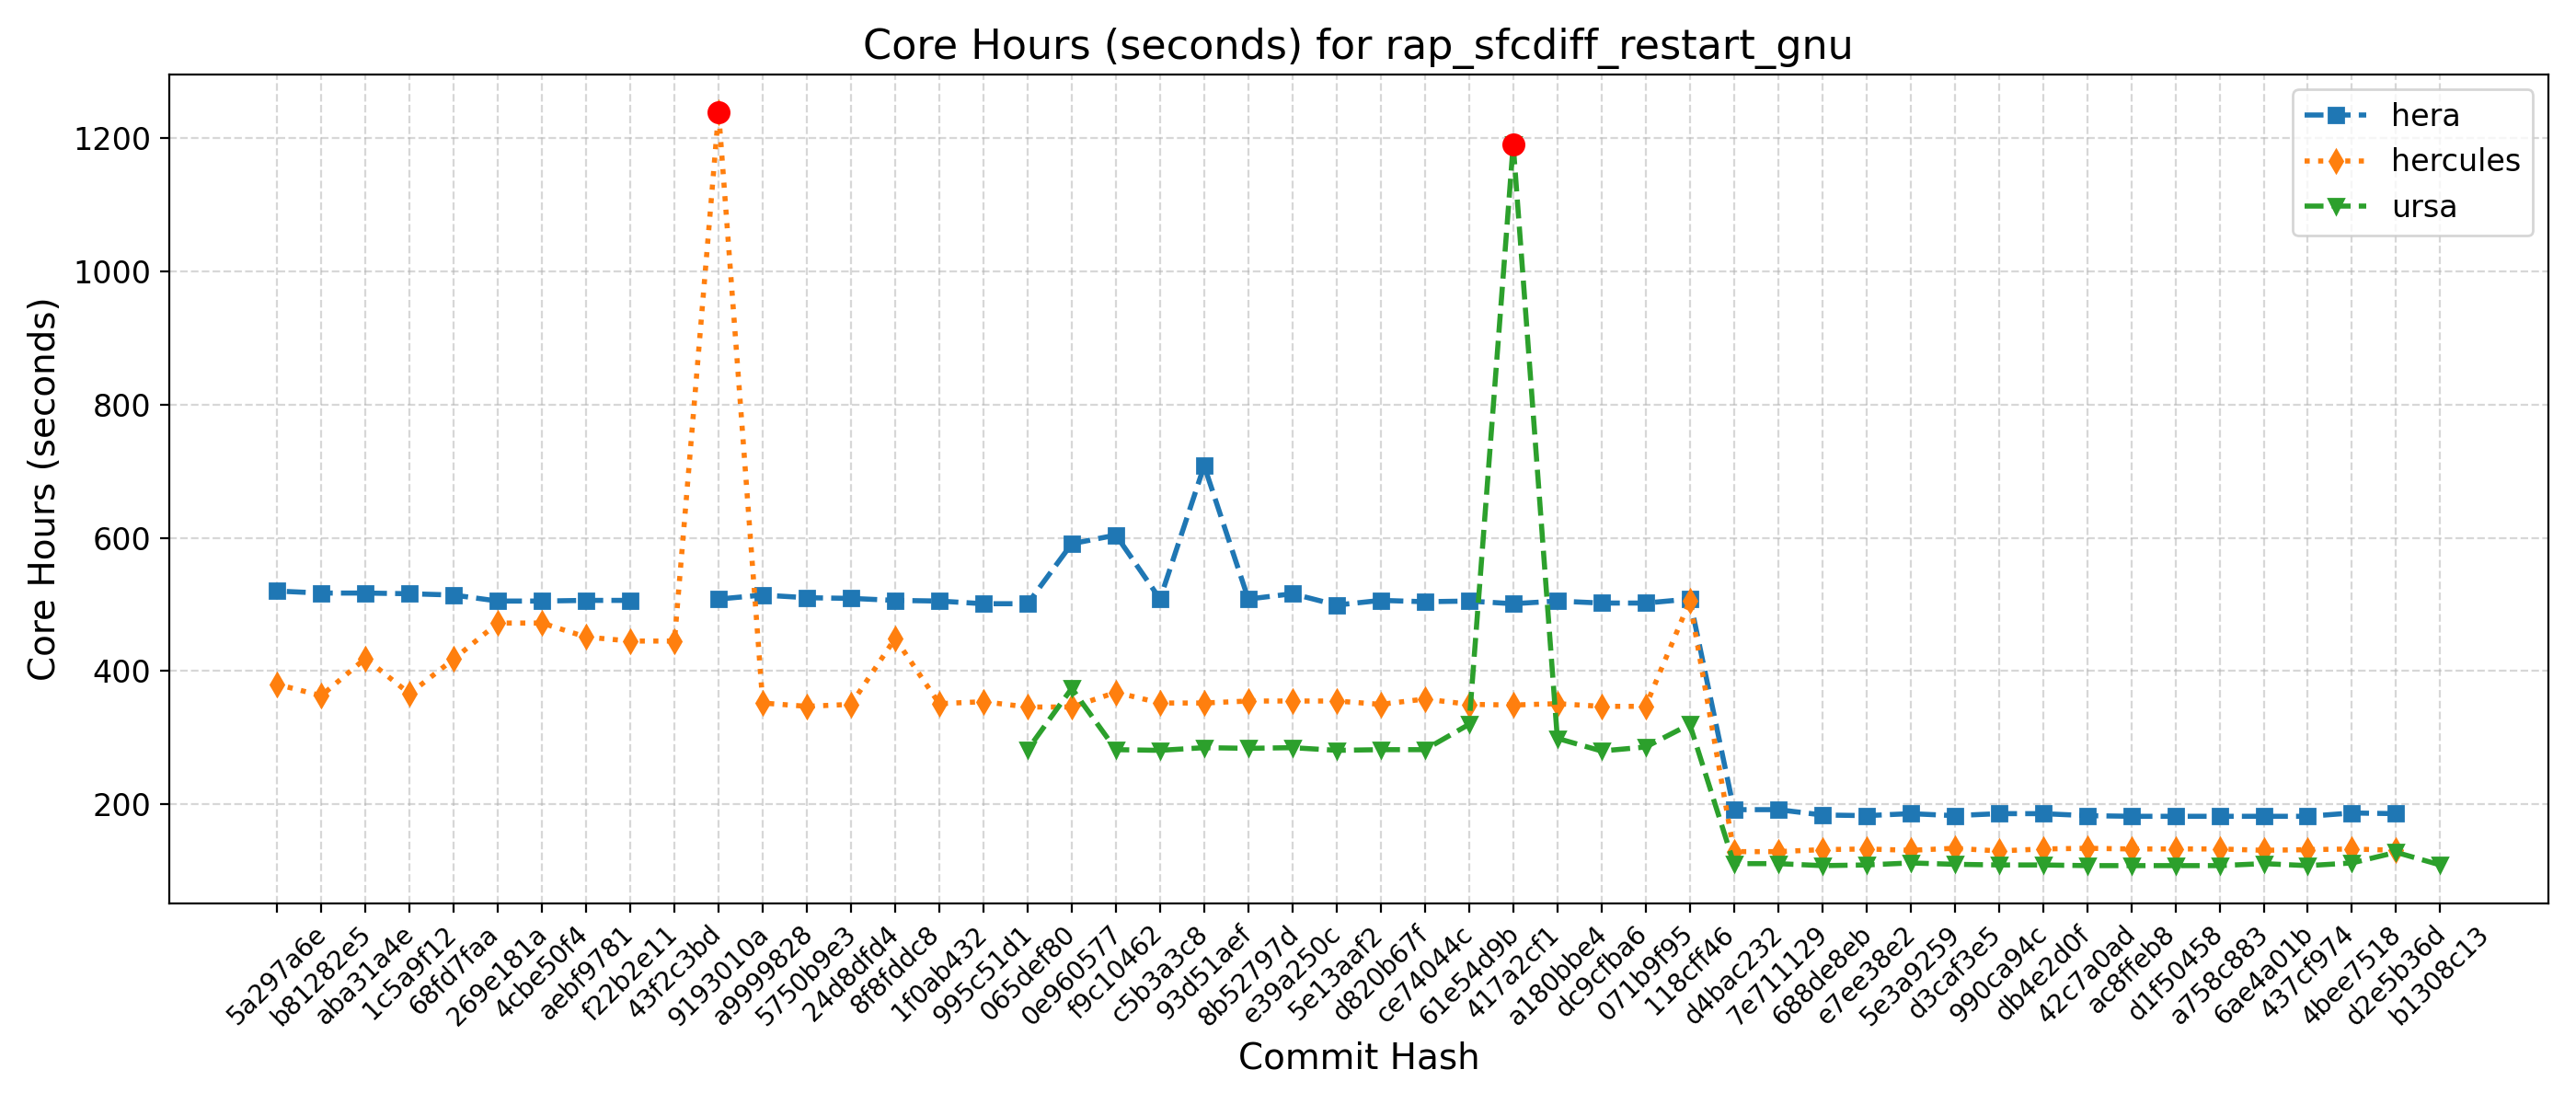 Core Hours (seconds) for rap_sfcdiff_restart_gnu
hera
hercules
ursa
Core Hours (seconds)
1200
1000
800
600
400
200
5a297a6e
b81282e5
aba31a4e
1c5a9f12
68fd7faa
269e181a
4cbe50f4
aebf9781
f22b2e11
43f2c3bd
9193010a
a9999828
5750b9e3
24d8dfd4
8f8fddc8
1f0ab432
995c51d1
065def80
0e960577
f9c10462
c5b3a3c8
93d51aef
8b52797d
e39a250c
5e13aaf2
d820b67f
ce74044c
61e54d9b
417a2cf1
a180bbe4
dc9cfba6
071b9f95
118cff46
d4bac232
7e711129
688de8eb
e7ee38e2
5e3a9259
d3caf3e5
990ca94c
db4e2d0f
42c7a0ad
ac8ffeb8
d1f50458
a758c883
6ae4a01b
437cf974
4bee7518
d2e5b36d
b1308c13
Commit Hash